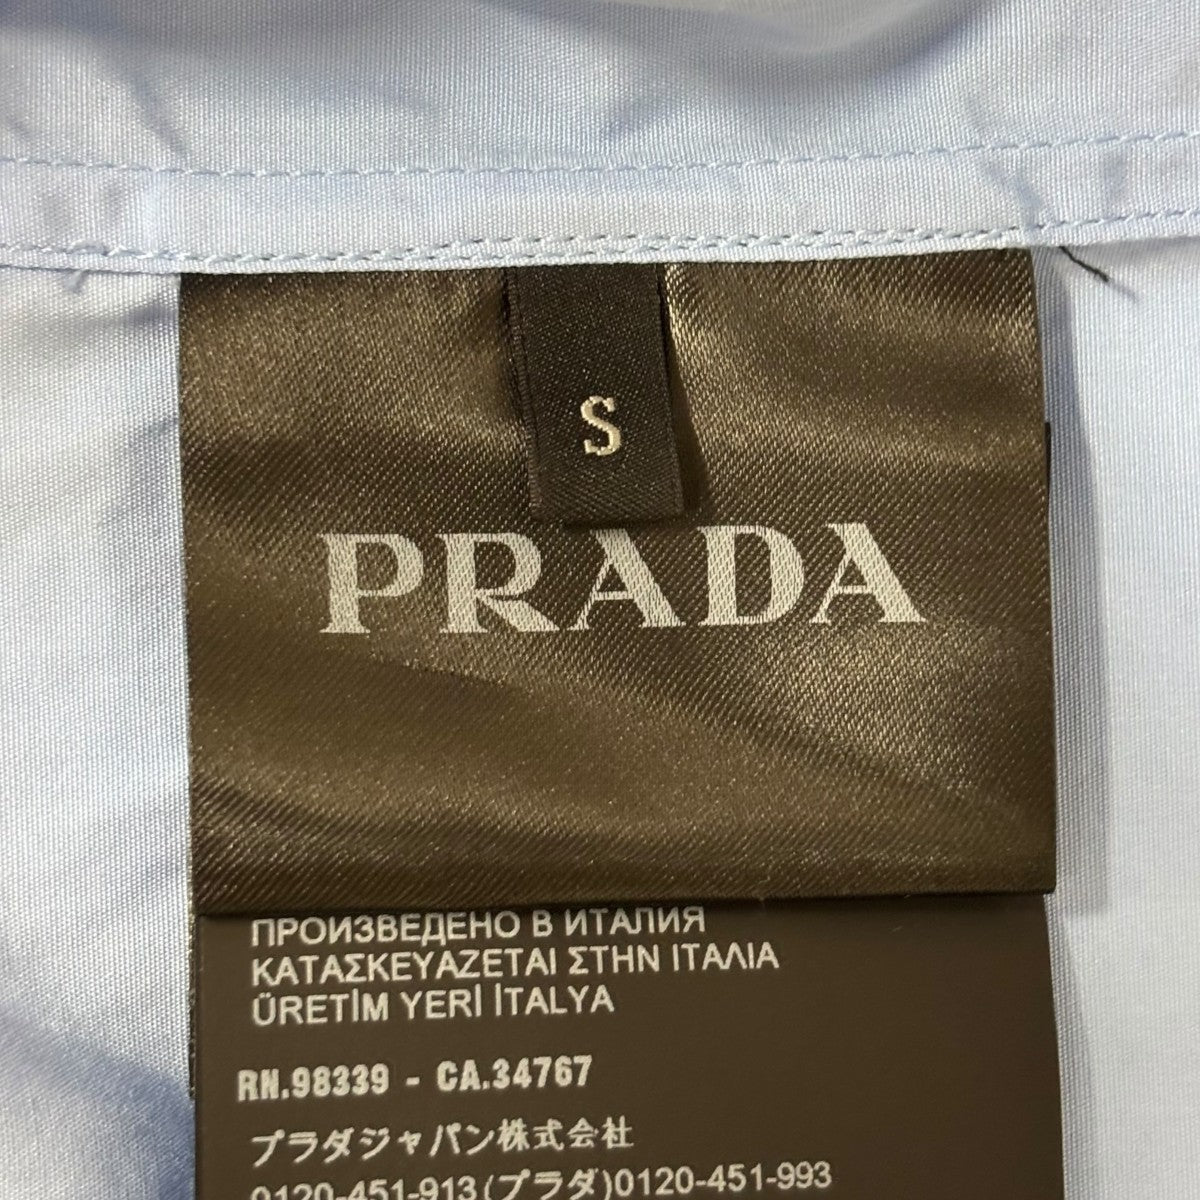 S
PRADA
ПРОИЗВЕДЕНО В ИТАЛИЯ
ΚΑΤΑΣΚΕΥΑΖΕΤΑΙ ΣΤΗΝ ΙΤΑΛΙΑ
ÜRETİM YERİ İTALYA
RN.98339 - CA.34767
プラダジャパン株式会社
0120-451-913(プラダ)0120-451-993